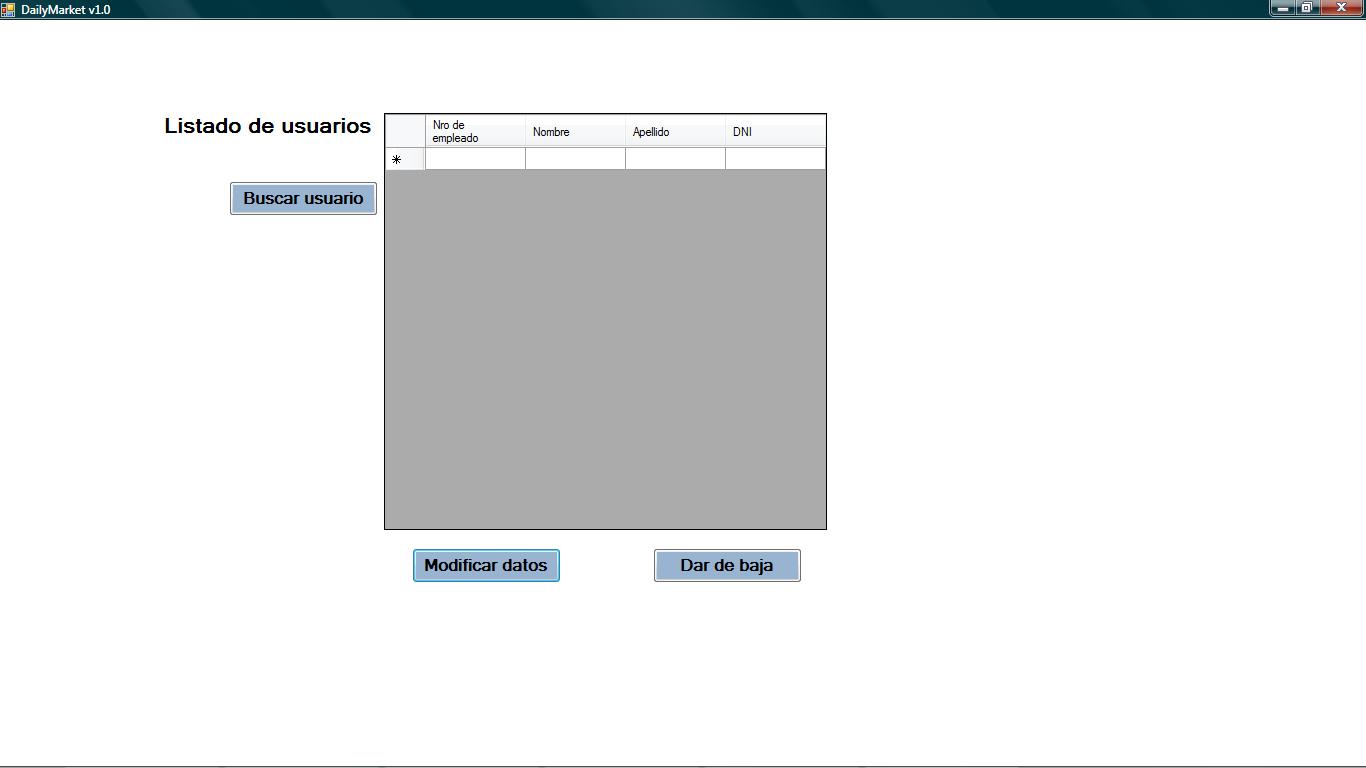 DailyMarket v1.0
Listado de usuarios
Nro de
empleado
Nombre
Apellido
DNI
Buscar usuario
Modificar datos
Dar de baja